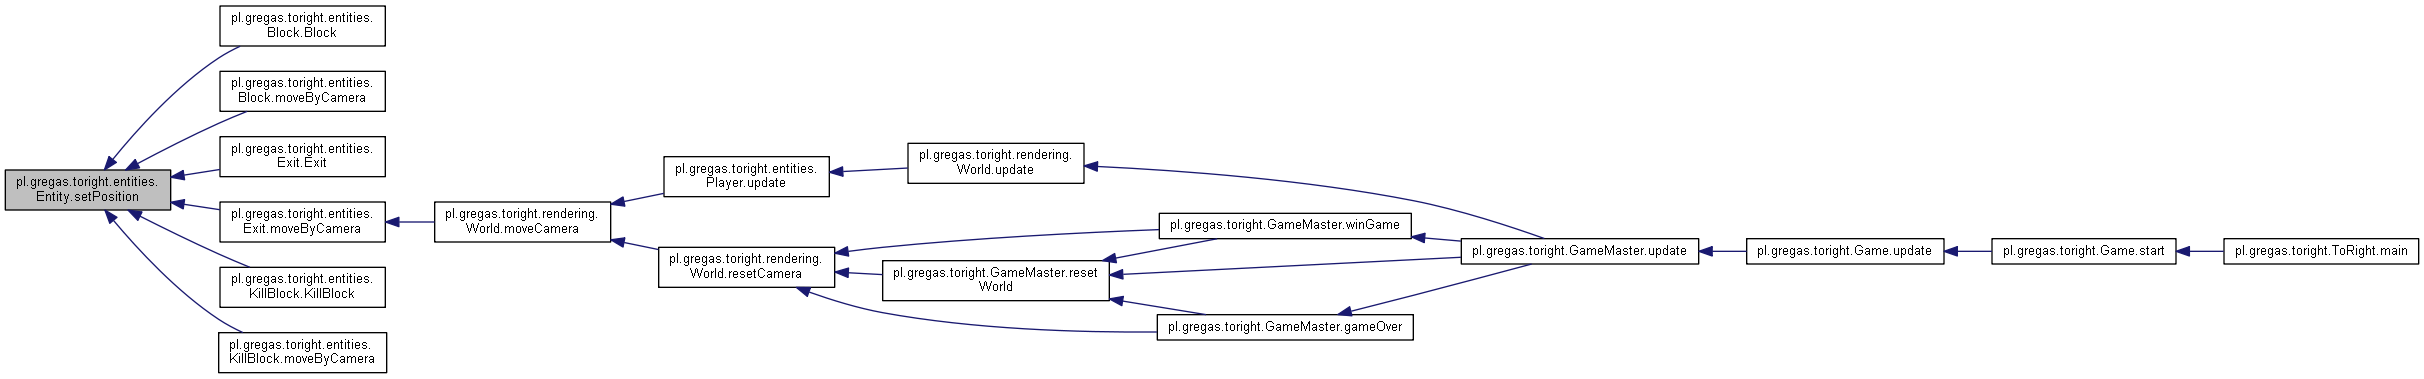 pl.gregas.toright.entities.
Block.Block
pl.gregas.toright.entities.
Block.moveByCamera
pl.gregas.toright.entities.
Exit.Exit
pl.gregas.toright.entities.
Entity.setPosition
pl.gregas.toright.entities.
Exit.moveByCamera
pl.gregas.toright.entities.
KillBlock.KillBlock
pl.gregas.toright.entities.
KillBlock.moveByCamera
pl.gregas.toright.rendering.
World.moveCamera
pl.gregas.toright.entities.
Player.update
pl.gregas.toright.rendering.
World.resetCamera
pl.gregas.toright.rendering.
World.update
pl.gregas.toright.GameMaster.reset
World
pl.gregas.toright.GameMaster.winGame
pl.gregas.toright.GameMaster.gameOver
pl.gregas.toright.GameMaster.update
pl.gregas.toright.Game.update
pl.gregas.toright.Game.start
pl.gregas.toright.ToRight.main